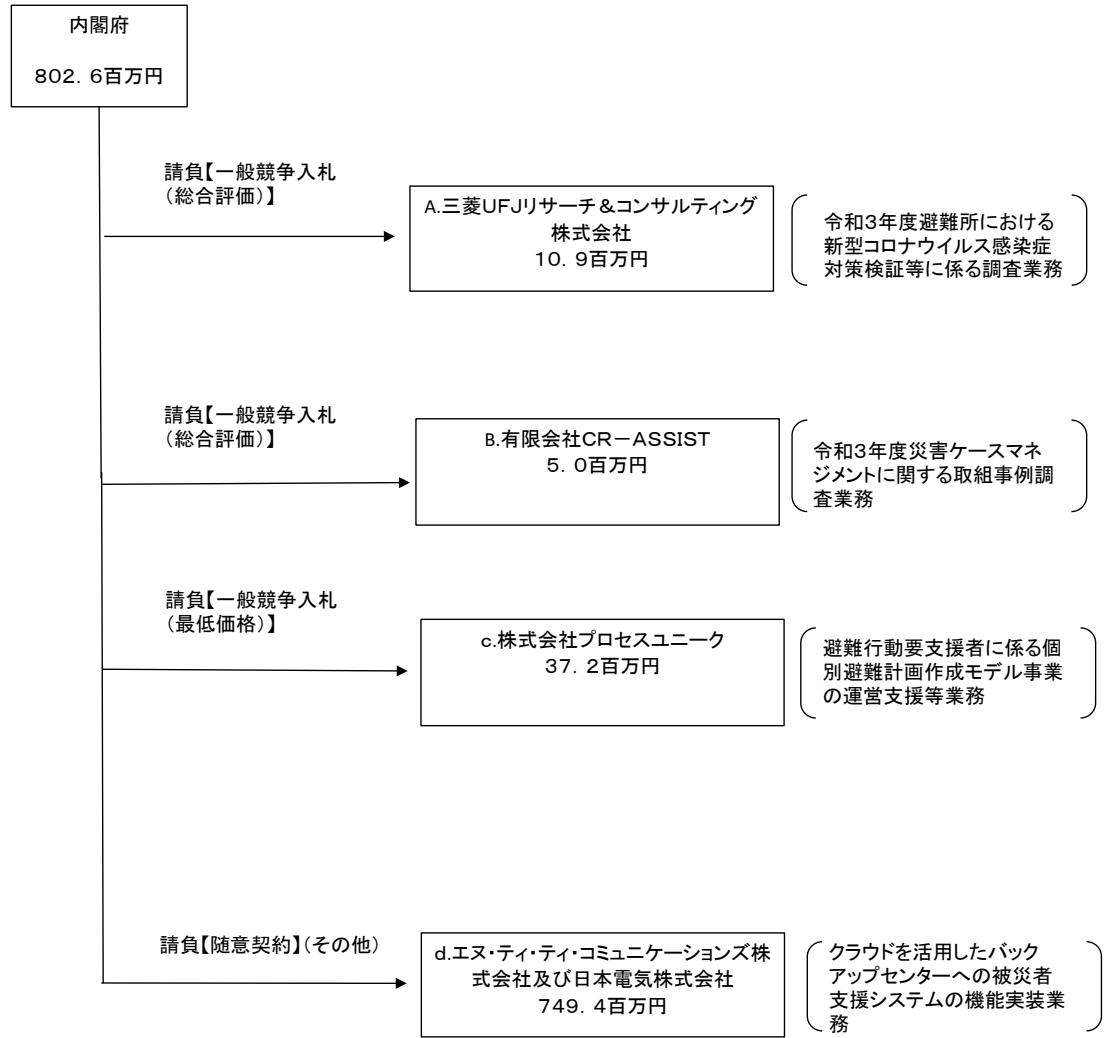 内閣府
802．6百万円
請負【一般競争入札
（総合評価）】
A.三菱UFJリサーチ＆コンサルティング
株式会社
10．9百万円
令和3年度避難所における
新型コロナウイルス感染症
対策検証等に係る調査業務
請負【一般競争入札
（総合評価）】
B.有限会社CR－ASSIST
5．0百万円
令和3年度災害ケースマネ
ジメントに関する取組事例調
査業務
請負【一般競争入札
（最低価格）】
c.株式会社プロセスユニーク
37．2百万円
避難行動要支援者に係る個
別避難計画作成モデル事業
の運営支援等業務
請負【随意契約】（その他）
d.エヌ・ティ・ティ・コミュニケーションズ株
式会社及び日本電気株式会社
749．4百万円
クラウドを活用したバック
アップセンターへの被災者
支援システムの機能実装業
務